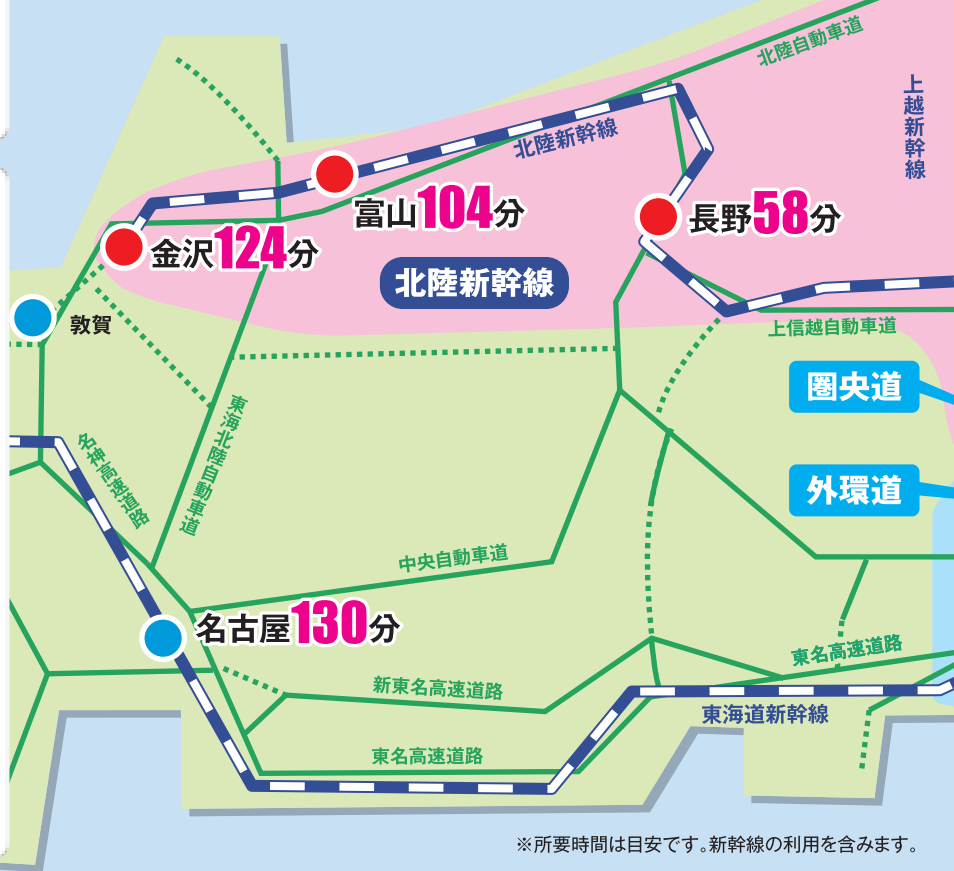 北陸自動車道
上越新幹線
北陸新幹線
富山104分
長野58分
金沢124分
北陸新幹線
敦賀
上信越自動車道
圏央道
東海北陸自動車道
名神高速道路
外環道
中央自動車道
名古屋130分
東名高速道路
新東名高速道路
東海道新幹線
東名高速道路
※所要時間は目安です。新幹線の利用を含みます。